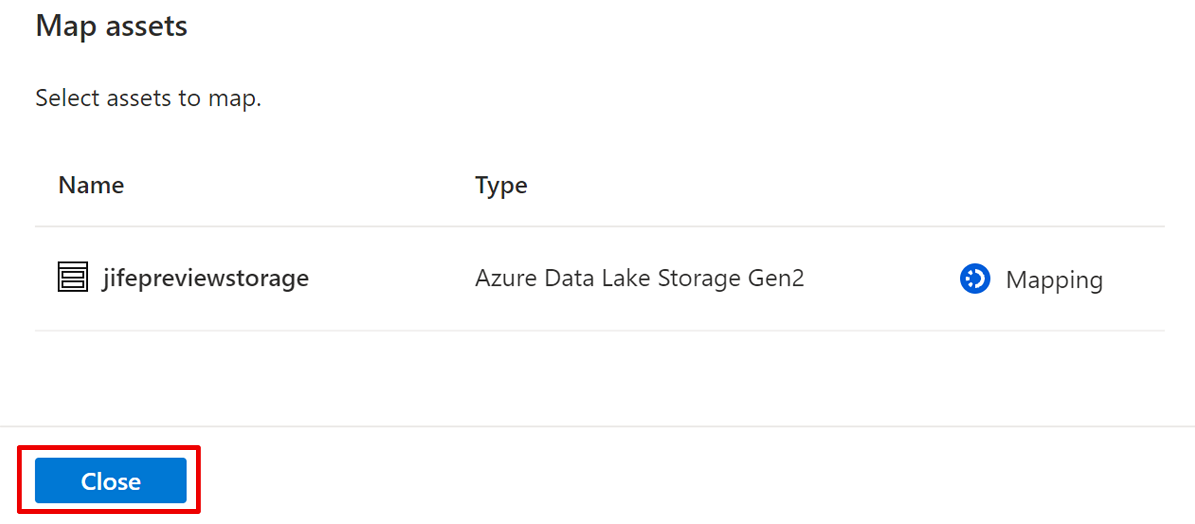 Map assets
Select assets to map.
Name Type
jifepreviewstorage Azure Data Lake Storage Gen2 Mapping
Close